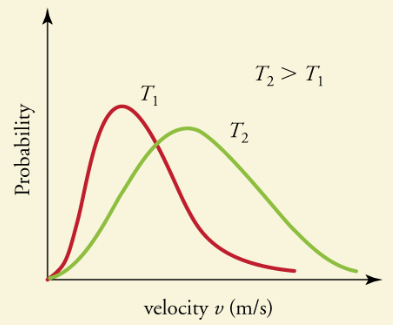 T₂ > T₁
T₁
T₂
Probability
velocity v (m/s)